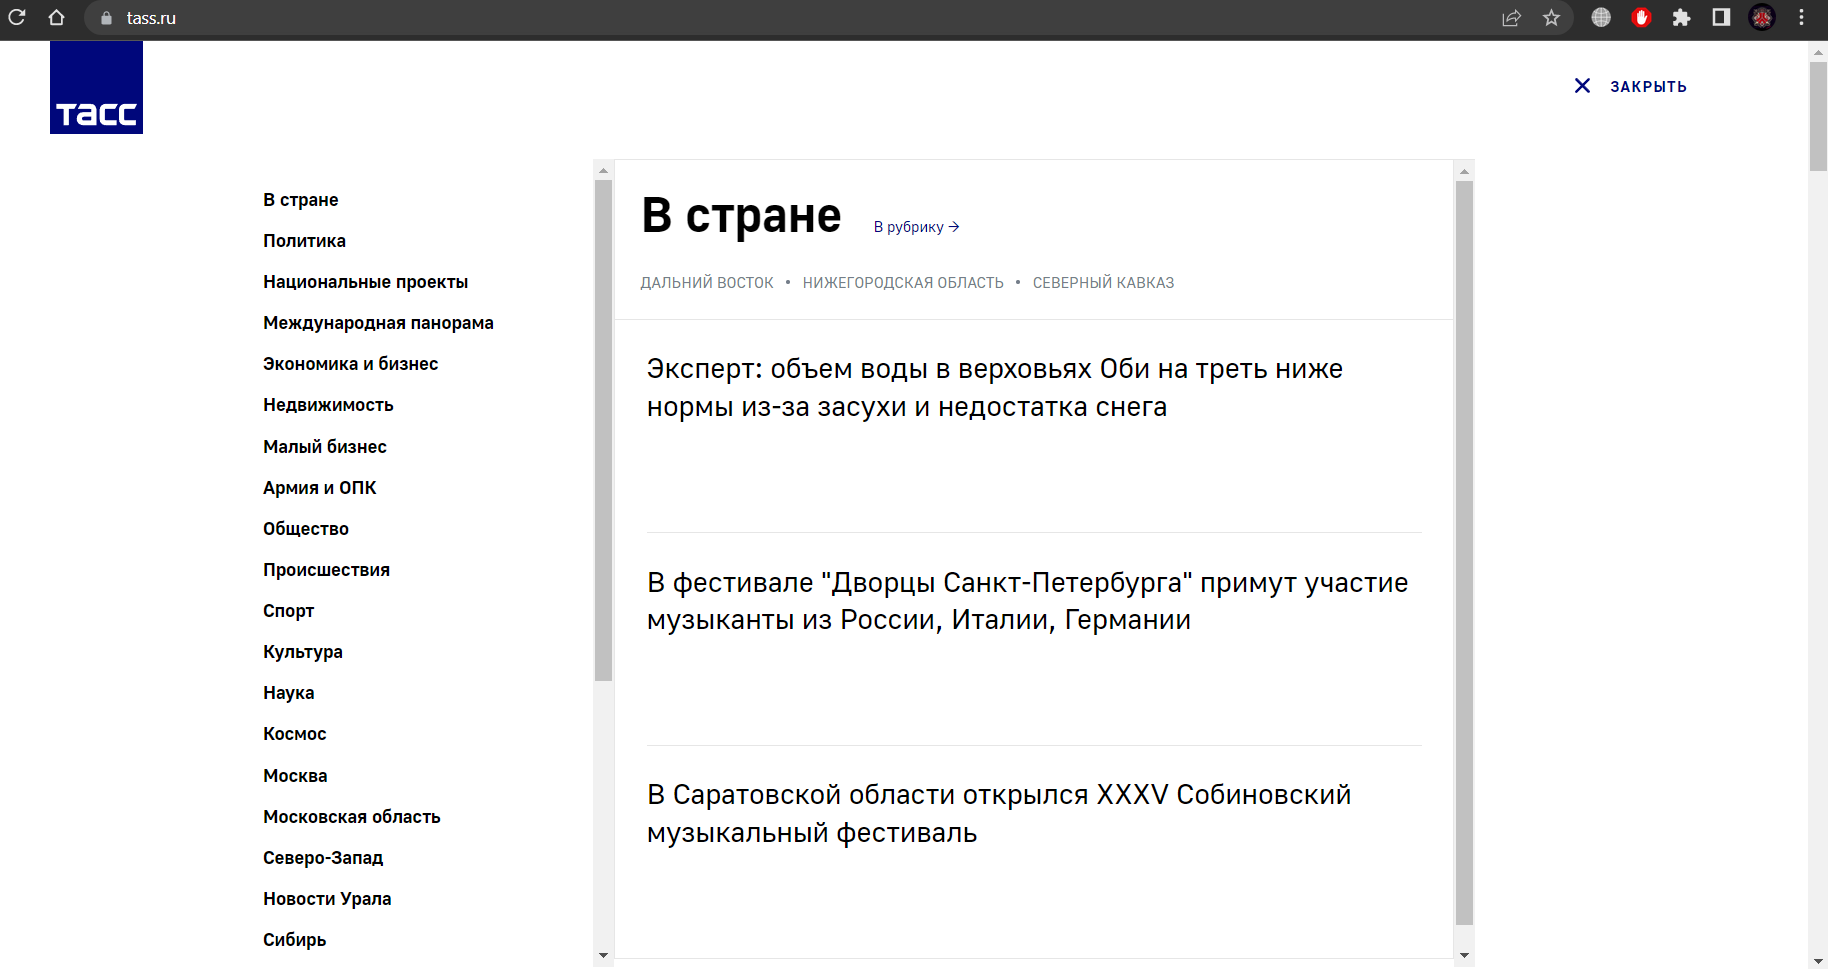 tass.ru
тасс
ЗАКРЫТЬ
В стране
Политика
Национальные проекты
Международная панорама
Экономика и бизнес
Недвижимость
Малый бизнес
Армия и ОПК
Общество
Происшествия
Спорт
Культура
Наука
Космос
Москва
Московская область
Северо-Запад
Новости Урала
Сибирь
В стране В рубрику →
ДАЛЬНИЙ ВОСТОК • НИЖЕГОРОДСКАЯ ОБЛАСТЬ • СЕВЕРНЫЙ КАВКАЗ
Эксперт: объем воды в верховьях Оби на треть ниже
нормы из-за засухи и недостатка снега
В фестивале "Дворцы Санкт-Петербурга" примут участие
музыканты из России, Италии, Германии
В Саратовской области открылся XXXV Собиновский
музыкальный фестиваль